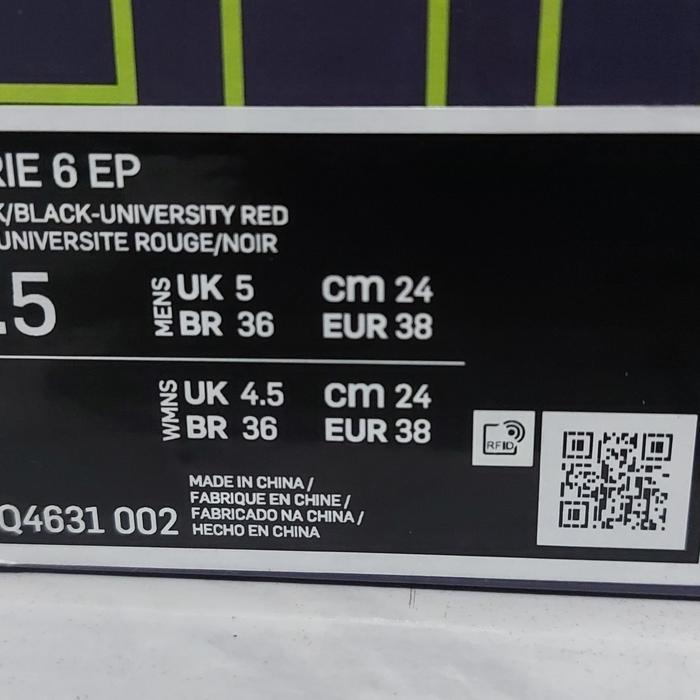 RIE 6 EP
K/BLACK-UNIVERSITY RED
UNIVERSITE ROUGE/NOIR
.5
MENS
UK 5 cm 24
BR 36 EUR 38
WMNS
UK 4.5 cm 24
BR 36 EUR 38
RFID
MADE IN CHINA /
FABRIQUE EN CHINE /
FABRICADO NA CHINA /
HECHO EN CHINA
Q4631 002